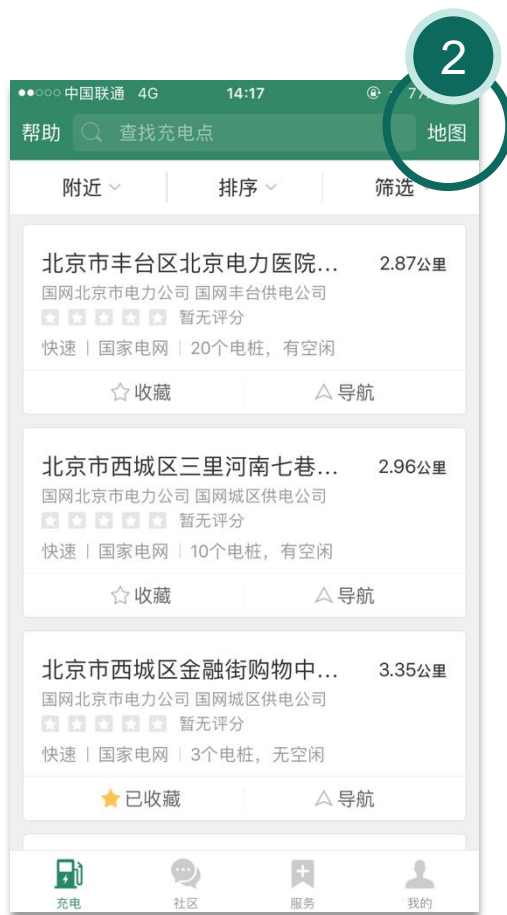 2
中国联通 4G 14:17 7
帮助 查找充电点 地图
附近 排序 筛选
北京市丰台区北京电力医院... 2.87公里
国网北京市电力公司 国网丰台供电公司
暂无评分
快速 | 国家电网 | 20个电桩，有空闲
收藏 导航
北京市西城区三里河南七巷... 2.96公里
国网北京市电力公司 国网城区供电公司
暂无评分
快速 | 国家电网 | 10个电桩，有空闲
收藏 导航
北京市西城区金融街购物中... 3.35公里
国网北京市电力公司 国网城区供电公司
暂无评分
快速 | 国家电网 | 3个电桩，无空闲
已收藏 导航
充电 社区 服务 我的